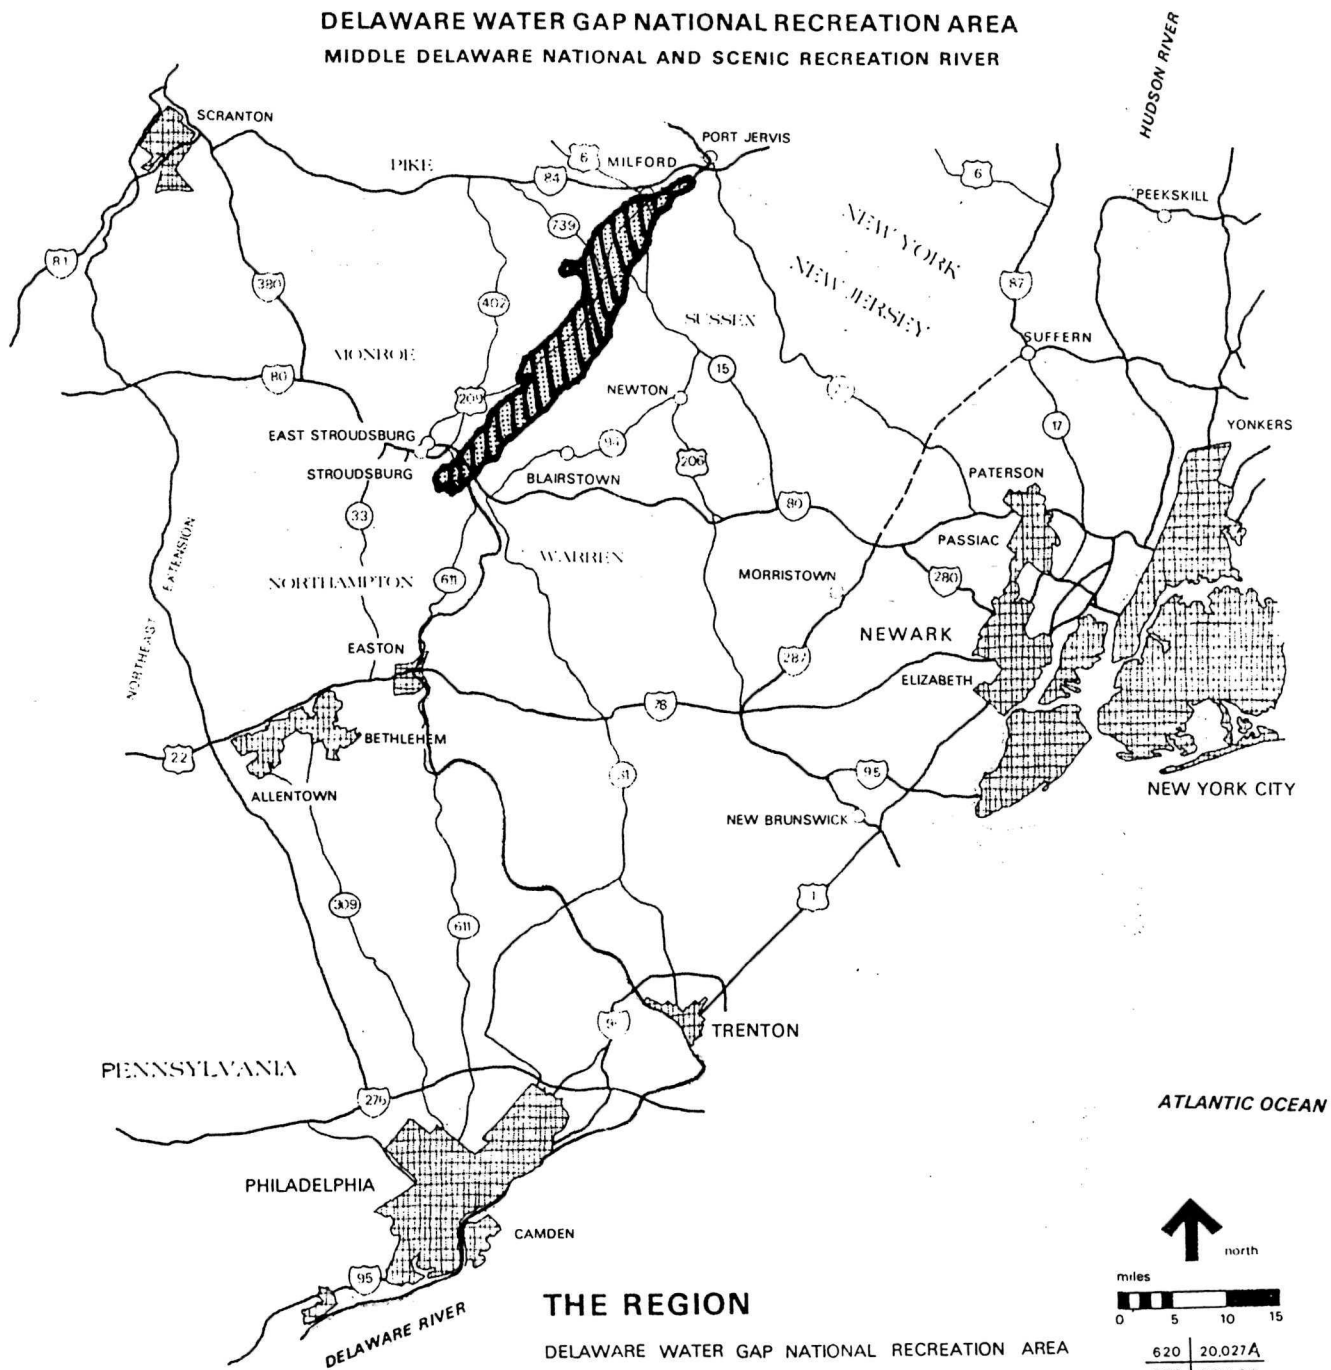 DELAWARE WATER GAP NATIONAL RECREATION AREA
MIDDLE DELAWARE NATIONAL AND SCENIC RECREATION RIVER
HUDSON RIVER
SCRANTON
PORT JERVIS
PIKE
6
MILFORD
84
6
PEEKSKILL
739
NEW YORK
NEW JERSEY
81
380
87
402
SUSSEX
MONROE
SUFFERN
80
15
209
NEWTON
17
YONKERS
EAST STROUDSBURG
94
206
STROUDSBURG
BLAIRSTOWN
PATERSON
80
33
PASSIAC
EXTENSION
WARREN
NORTHAMPTON
611
MORRISTOWN
280
NEWARK
EASTON
287
NORTHEAST
ELIZABETH
78
BETHLEHEM
22
31
95
ALLENTOWN
NEW YORK CITY
NEW BRUNSWICK
1
309
611
TRENTON
PENNSYLVANIA
276
ATLANTIC OCEAN
PHILADELPHIA
CAMDEN
north
95
miles
THE REGION
0 5 10 15
DELAWARE RIVER
DELAWARE WATER GAP NATIONAL RECREATION AREA
620 20,027A